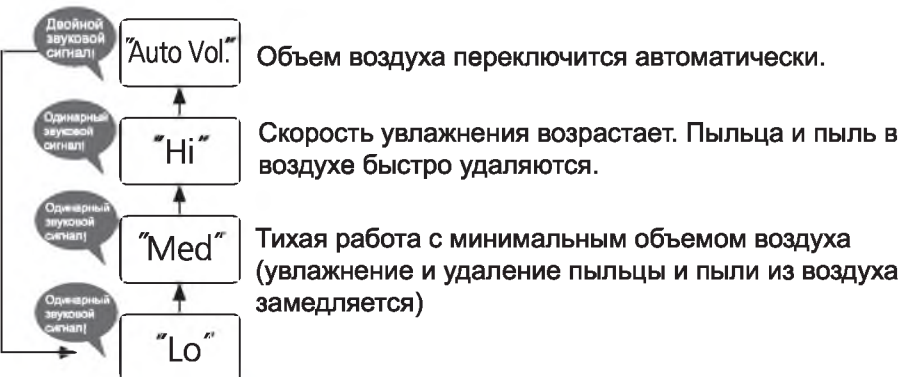 Двойной
звуковой
сигнал!
"Auto Vol."
Объем воздуха переключится автоматически.
Одинарный
звуковой
сигнал!
"Hi"
Скорость увлажнения возрастает. Пыльца и пыль в
воздухе быстро удаляются.
Одинарный
звуковой
сигнал!
"Med"
Тихая работа с минимальным объемом воздуха
(увлажнение и удаление пыльцы и пыли из воздуха
замедляется)
Одинарный
звуковой
сигнал!
"Lo"